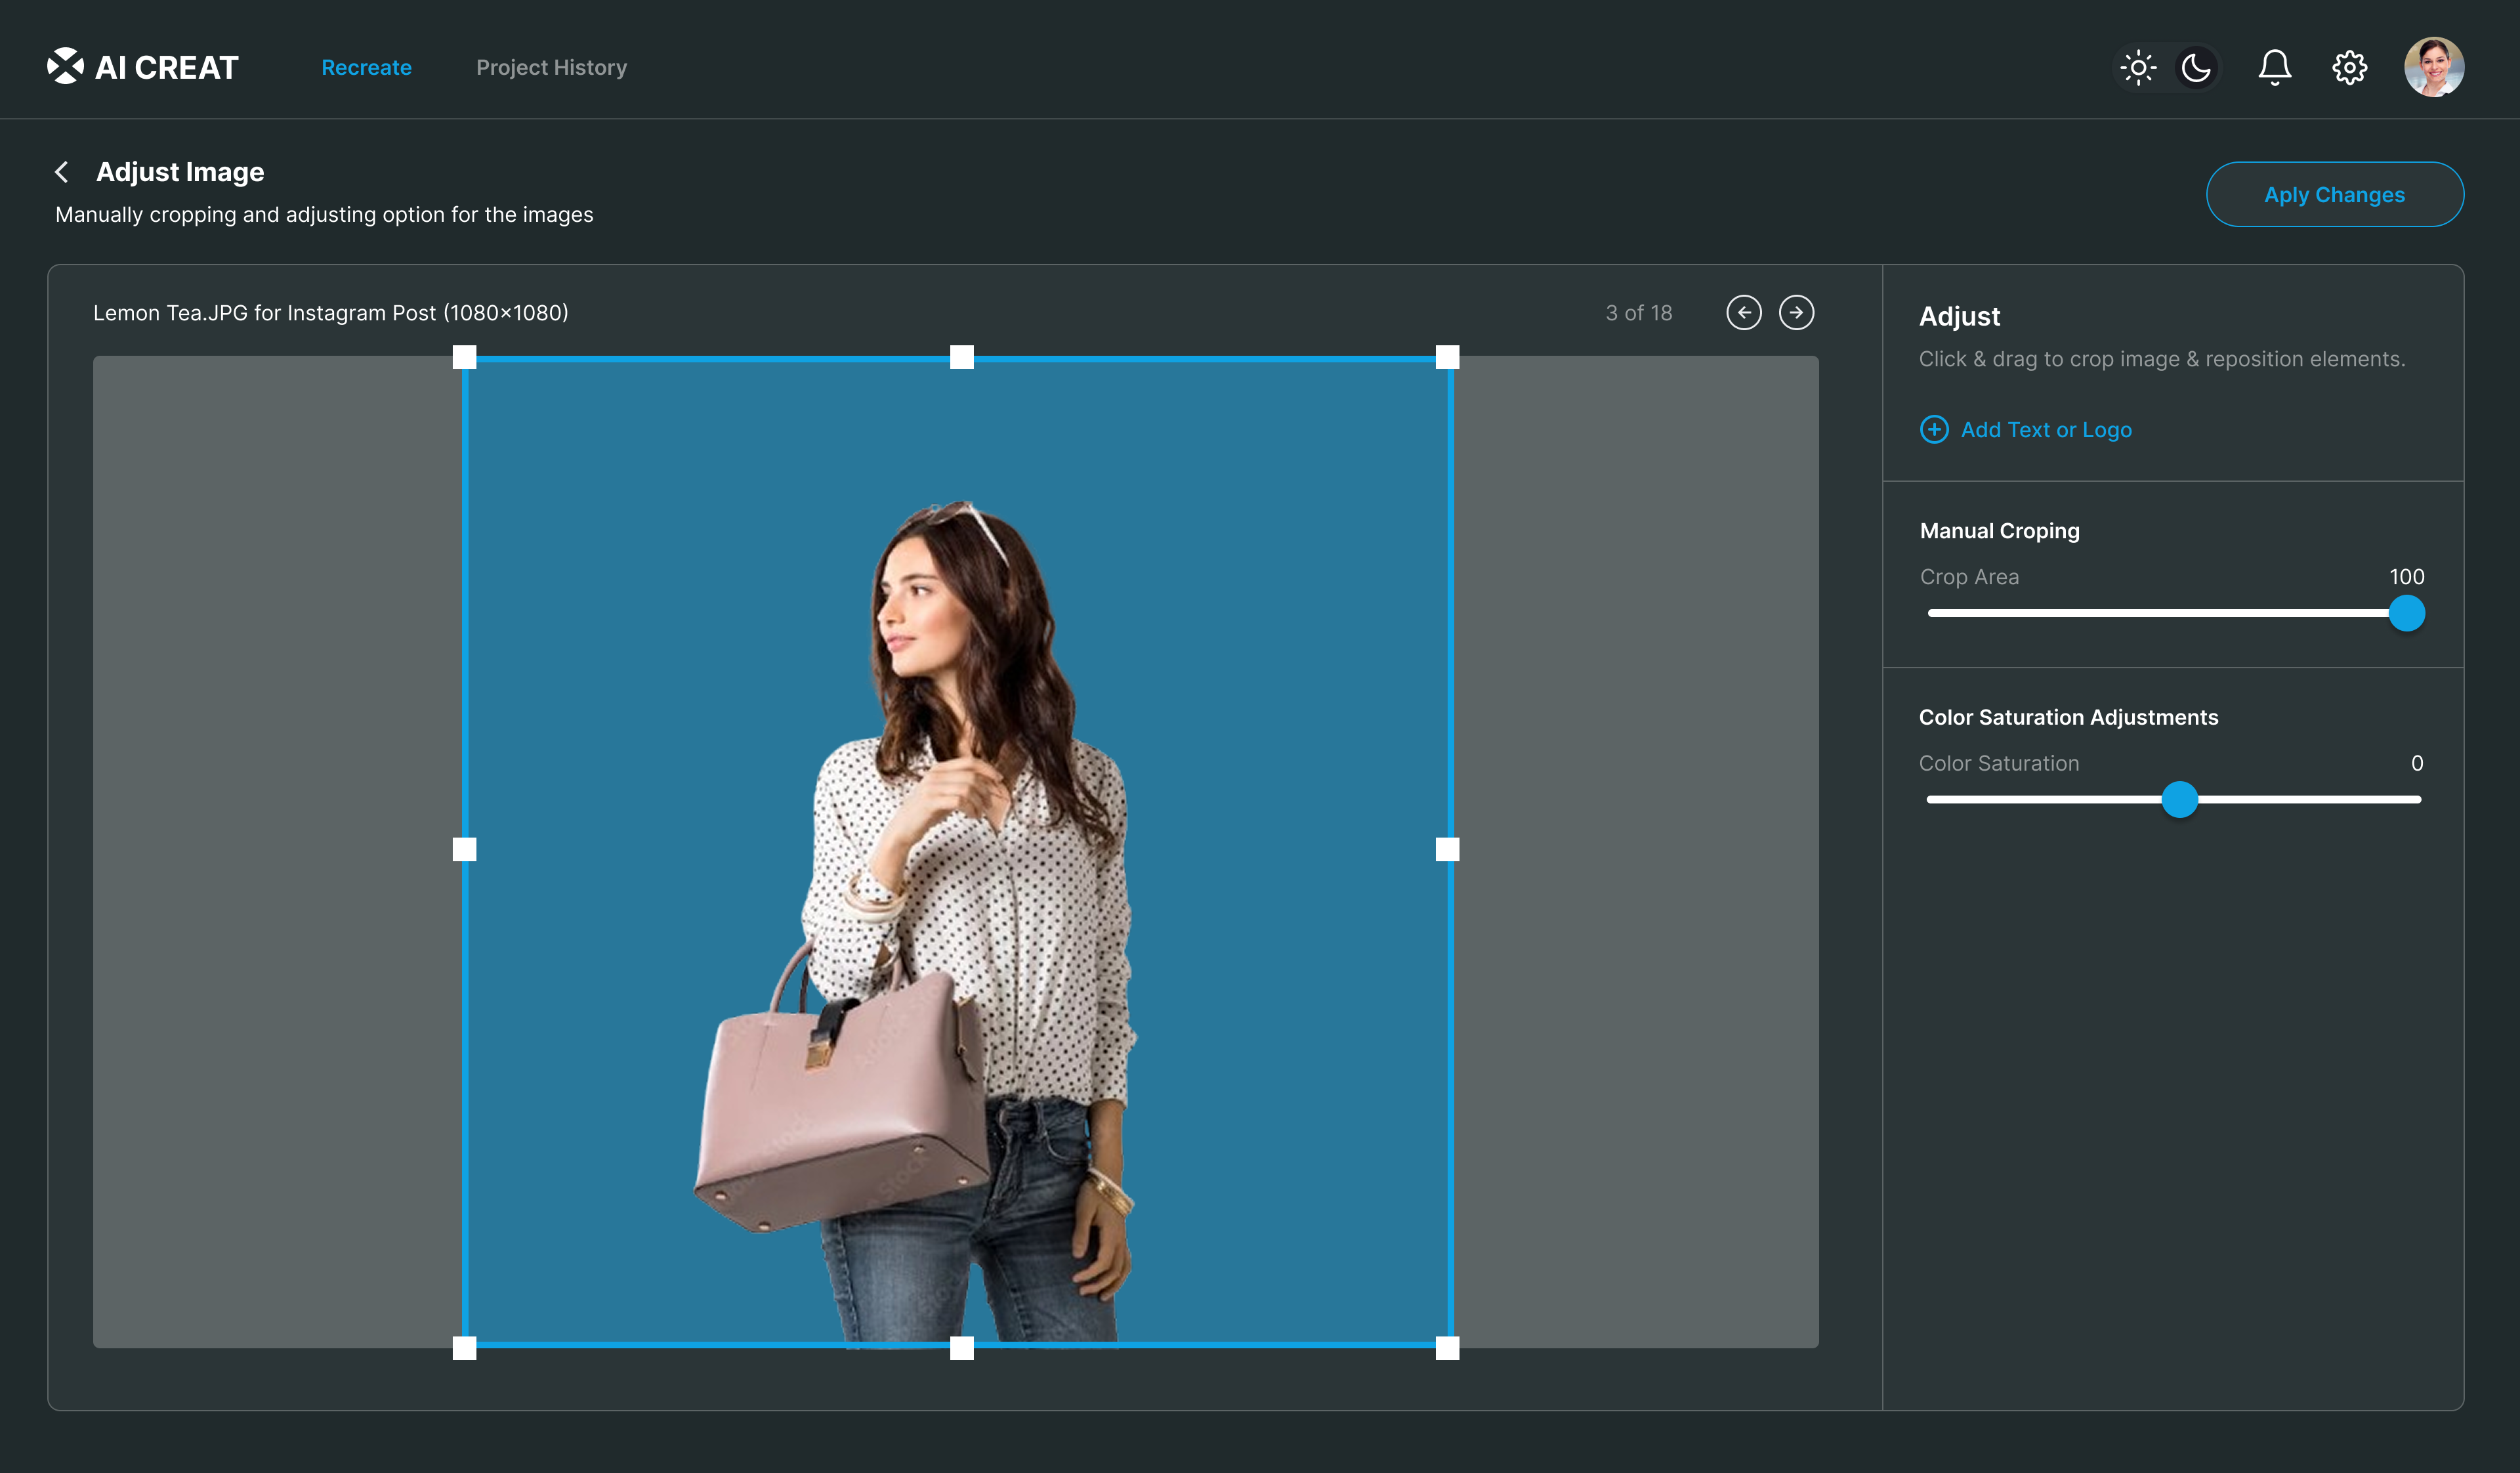 AI CREAT
Recreate
Project History
Adjust Image
Manually cropping and adjusting option for the images
Aply Changes
Lemon Tea.JPG for Instagram Post (1080×1080)
3 of 18
Adjust
Click & drag to crop image & reposition elements.
Add Text or Logo
Manual Croping
Crop Area
100
Color Saturation Adjustments
Color Saturation
0